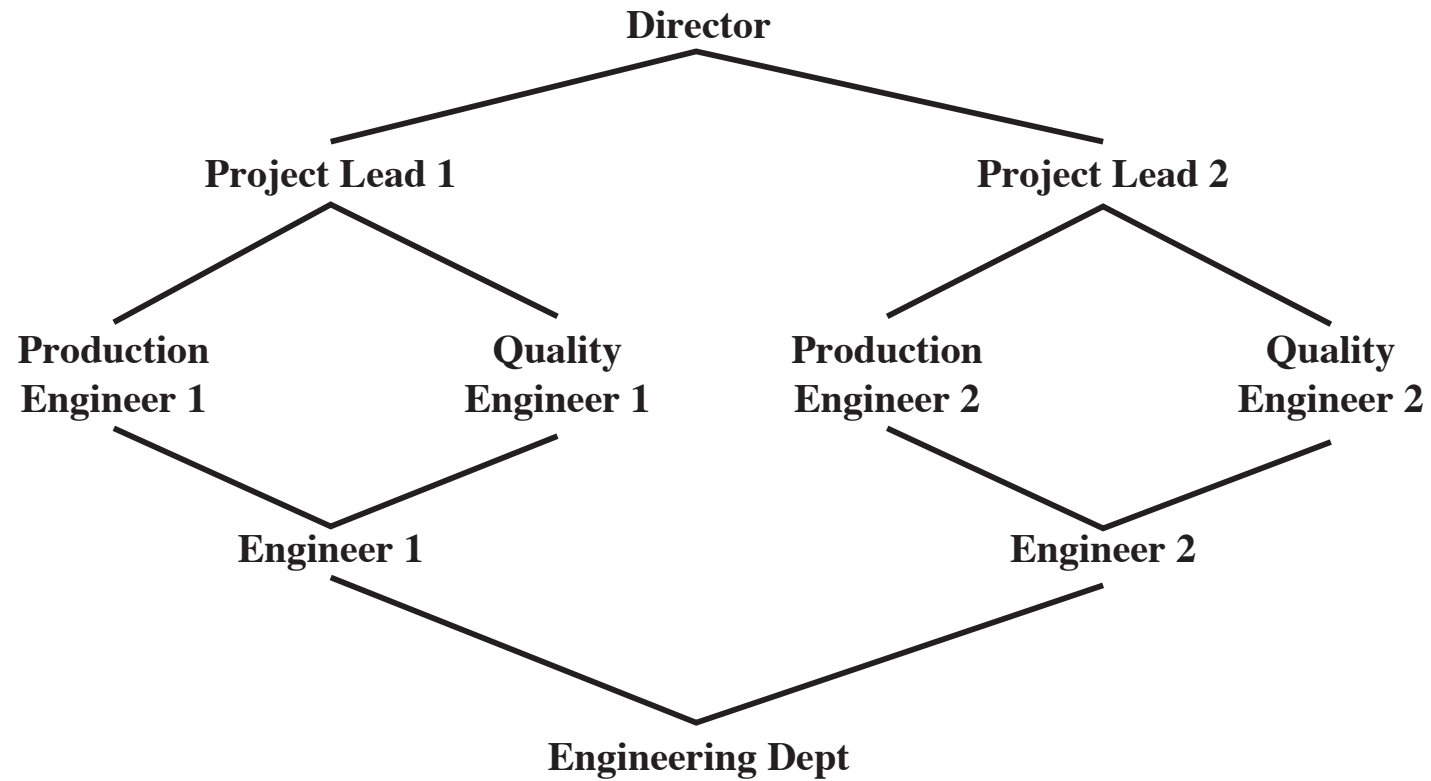 Director
Project Lead 1
Project Lead 2
Production
Engineer 1
Quality
Engineer 1
Production
Engineer 2
Quality
Engineer 2
Engineer 1
Engineer 2
Engineering Dept